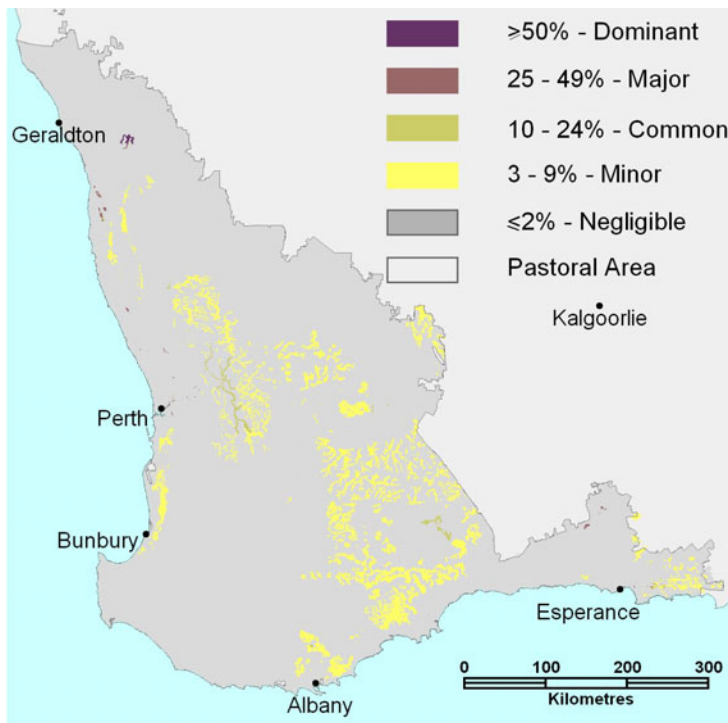 ≥50% - Dominant
25 - 49% - Major
10 - 24% - Common
3 - 9% - Minor
≤2% - Negligible
Pastoral Area
Geraldton
Kalgoorlie
Perth
Bunbury
Esperance
Albany
0 100 200 300
Kilometres